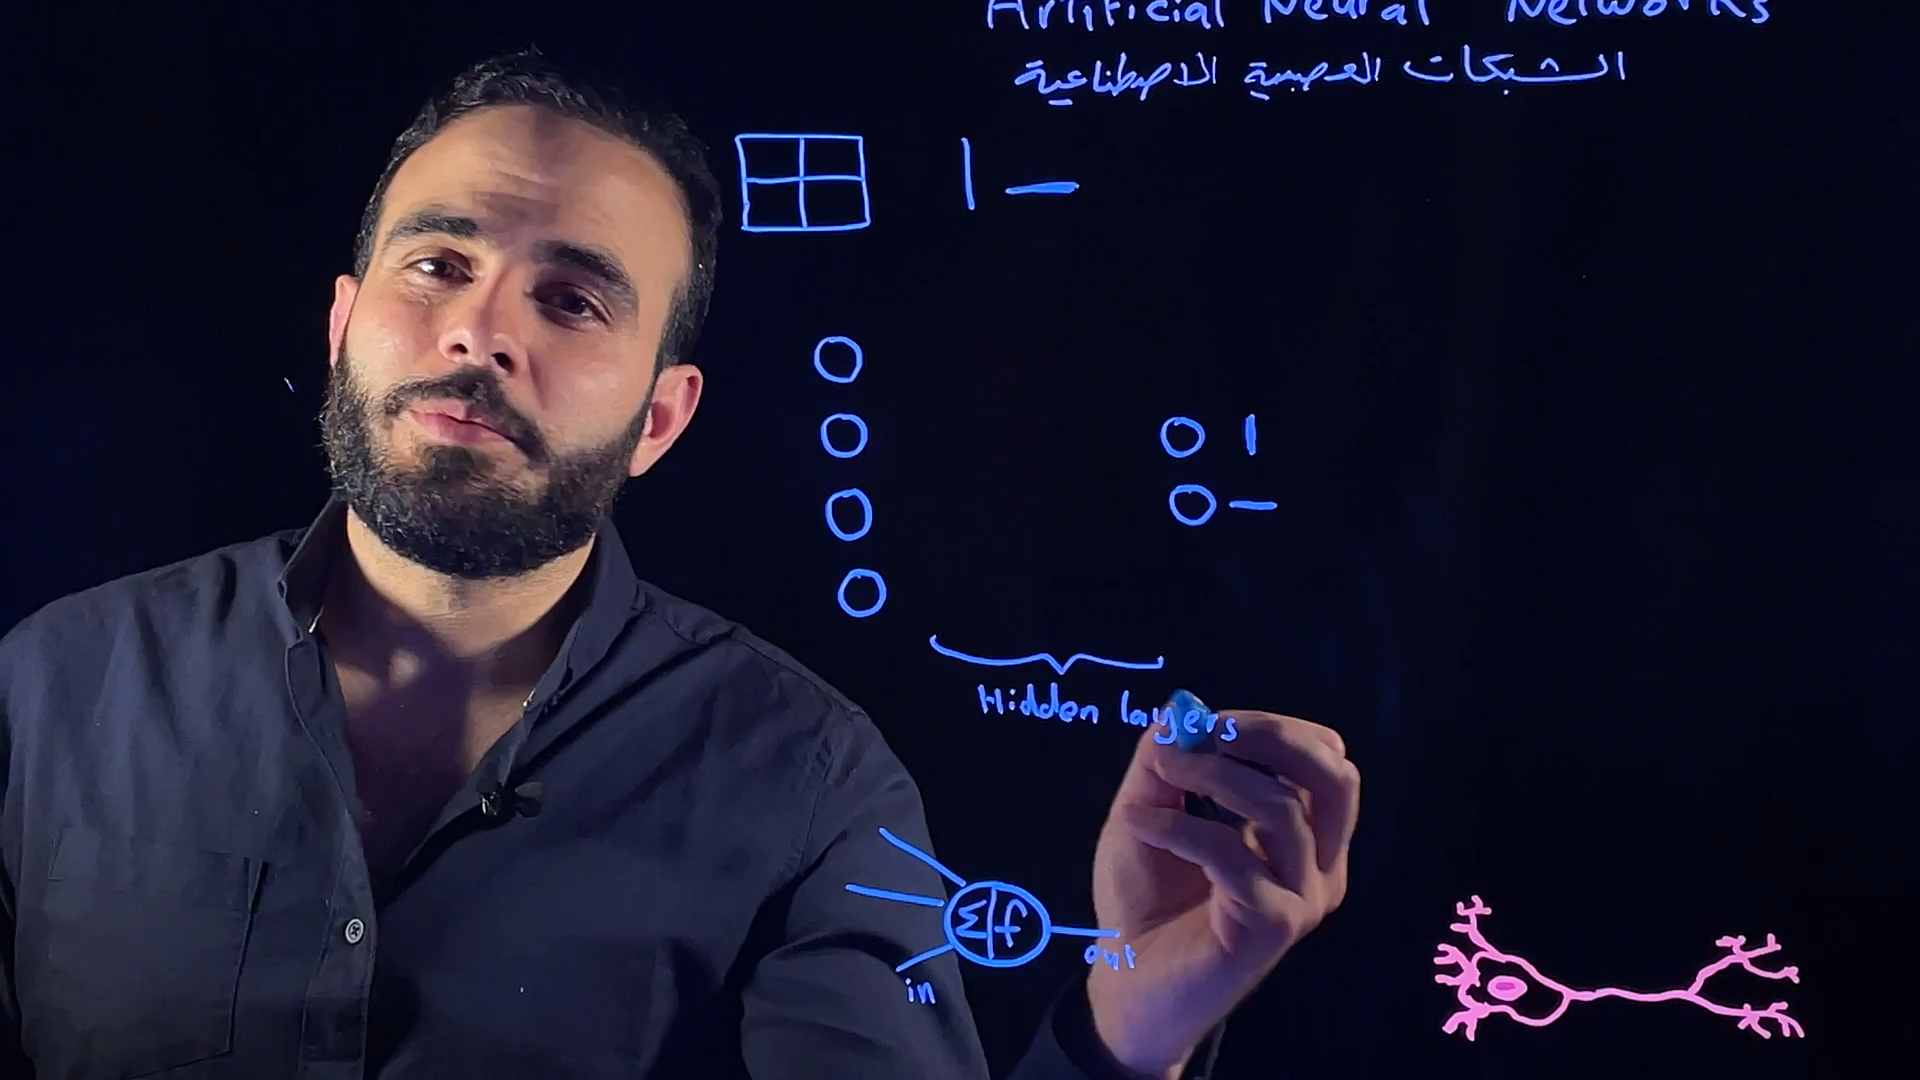 Artificial Neural Networks
الشبكات العصبية الاصطناعية
Hidden layers
Σ f
in
out